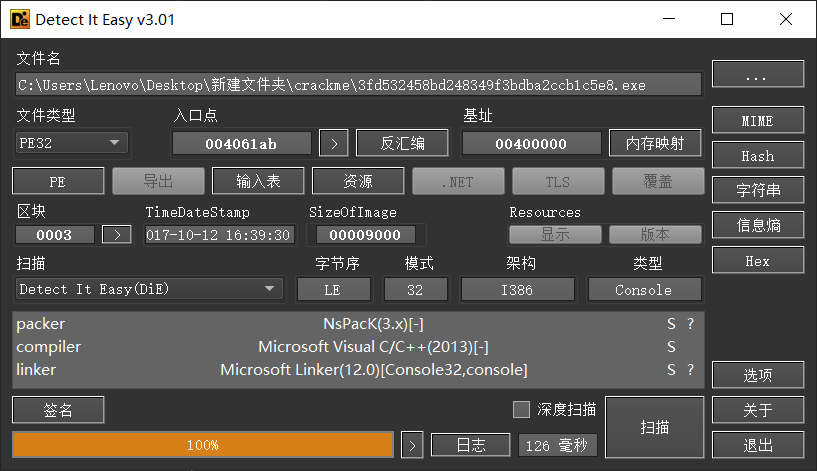 Detect It Easy v3.01
文件名
C:\Users\Lenovo\Desktop\新建文件夹\crackme\3fd532458bd248349f3bdba2ccb1c5e8.exe
...
文件类型 入口点 基址
PE32 004061ab > 反汇编 00400000 内存映射 MIME
PE 导出 输入表 资源 .NET TLS 覆盖 Hash
区块 TimeDateStamp SizeOfImage Resources 字符串
0003 > 017-10-12 16:39:30 00009000 显示 版本 信息熵
扫描 字节序 模式 架构 类型 Hex
Detect It Easy(DiE) LE 32 I386 Console
packer NsPacK(3.x)[-] S ?
compiler Microsoft Visual C/C++(2013)[-] S
linker Microsoft Linker(12.0)[Console32,console] S ?
选项
签名 深度扫描 扫描 关于
100% > 日志 126 毫秒 退出